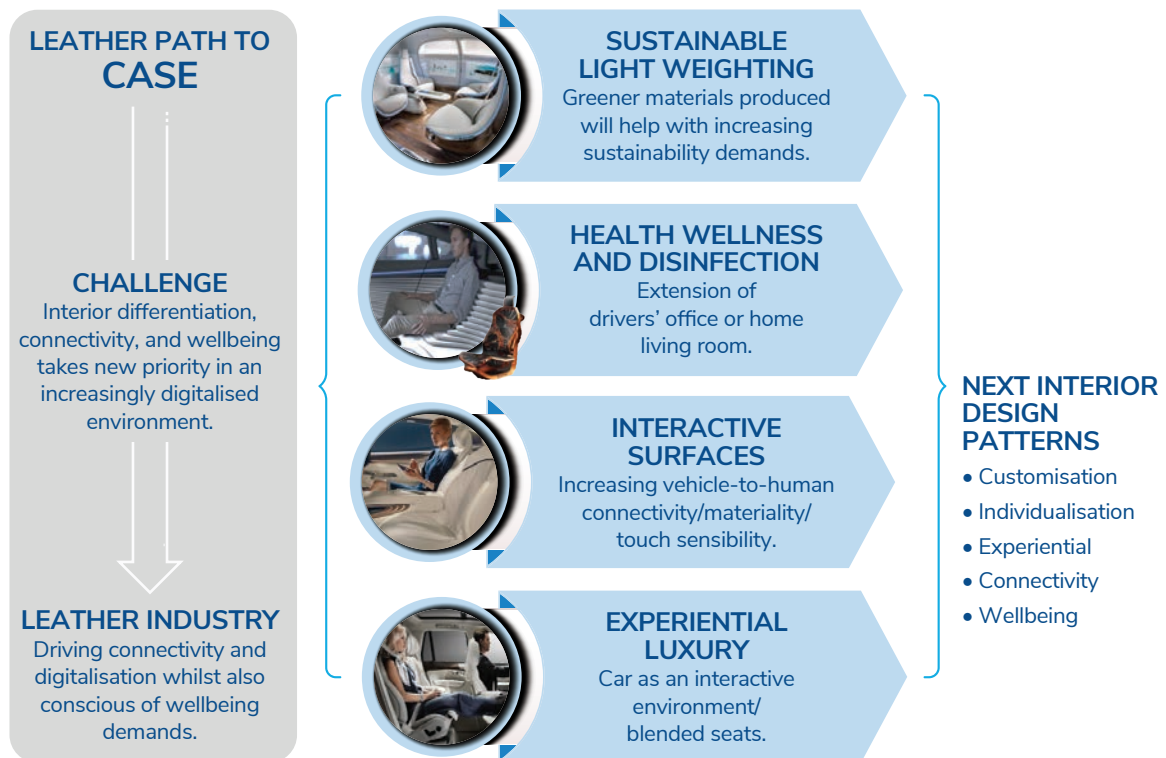 LEATHER PATH TO
CASE
CHALLENGE
Interior differentiation,
connectivity, and wellbeing
takes new priority in an
increasingly digitalised
environment.
LEATHER INDUSTRY
Driving connectivity and
digitalisation whilst also
conscious of wellbeing
demands.
SUSTAINABLE
LIGHT WEIGHTING
Greener materials produced
will help with increasing
sustainability demands.
HEALTH WELLNESS
AND DISINFECTION
Extension of
drivers’ office or home
living room.
INTERACTIVE
SURFACES
Increasing vehicle-to-human
connectivity/materiality/
touch sensibility.
EXPERIENTIAL
LUXURY
Car as an interactive
environment/
blended seats.
NEXT INTERIOR
DESIGN
PATTERNS
• Customisation
• Individualisation
• Experiential
• Connectivity
• Wellbeing